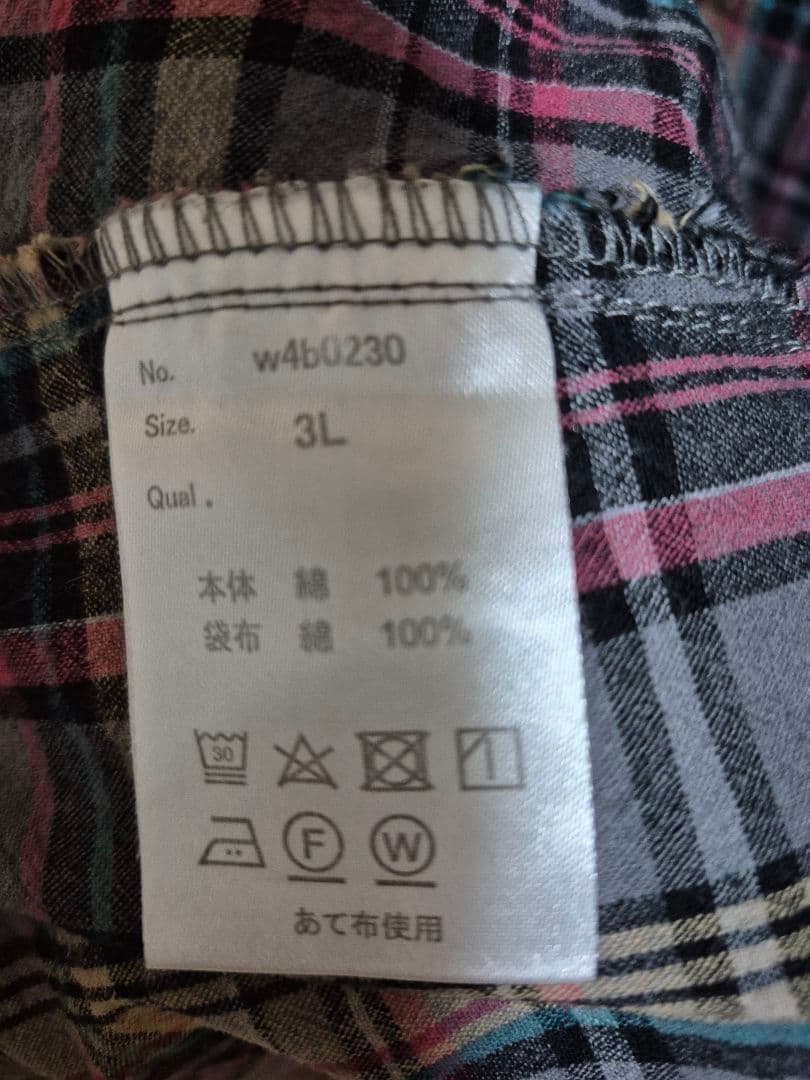 No. w4b0230
Size. 3L
Qual .
本体 綿 100%
袋布 綿 100%
30
F W
あて布使用